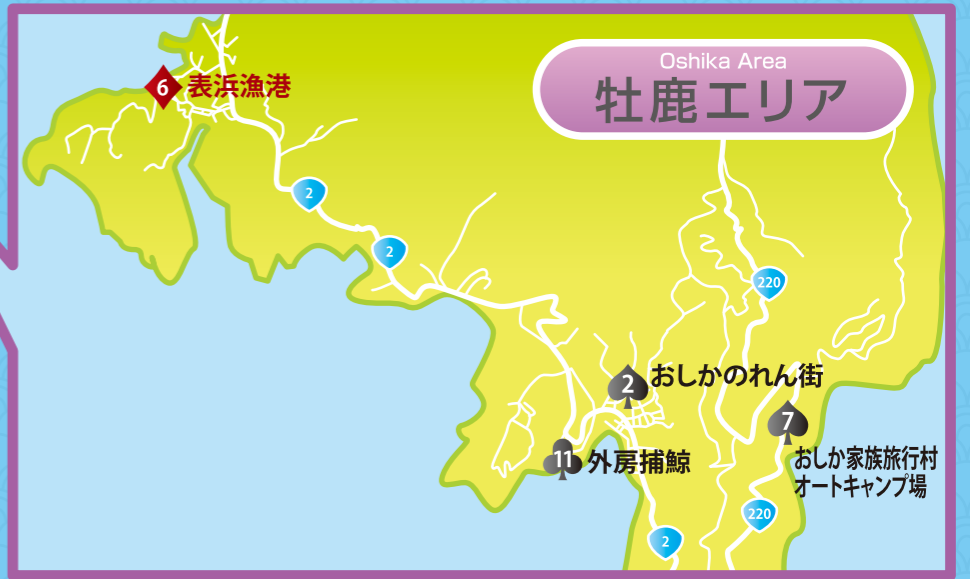 Oshika Area
牡鹿エリア
6 表浜漁港
2
2
220
2 おしかのれん街
7
おしか家族旅行村
オートキャンプ場
11 外房捕鯨
220
2